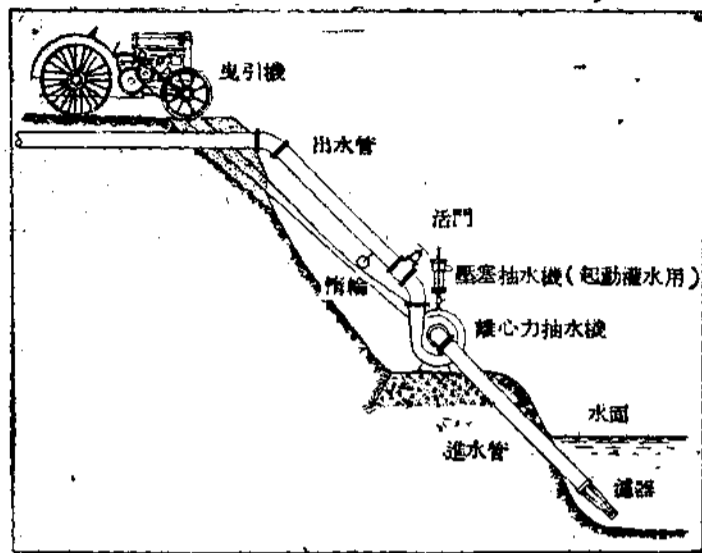 曳引機
出水管
活門
壓塞抽水機(起動灌水用)
惰輪
離心力抽水機
水面
進水管
濾器